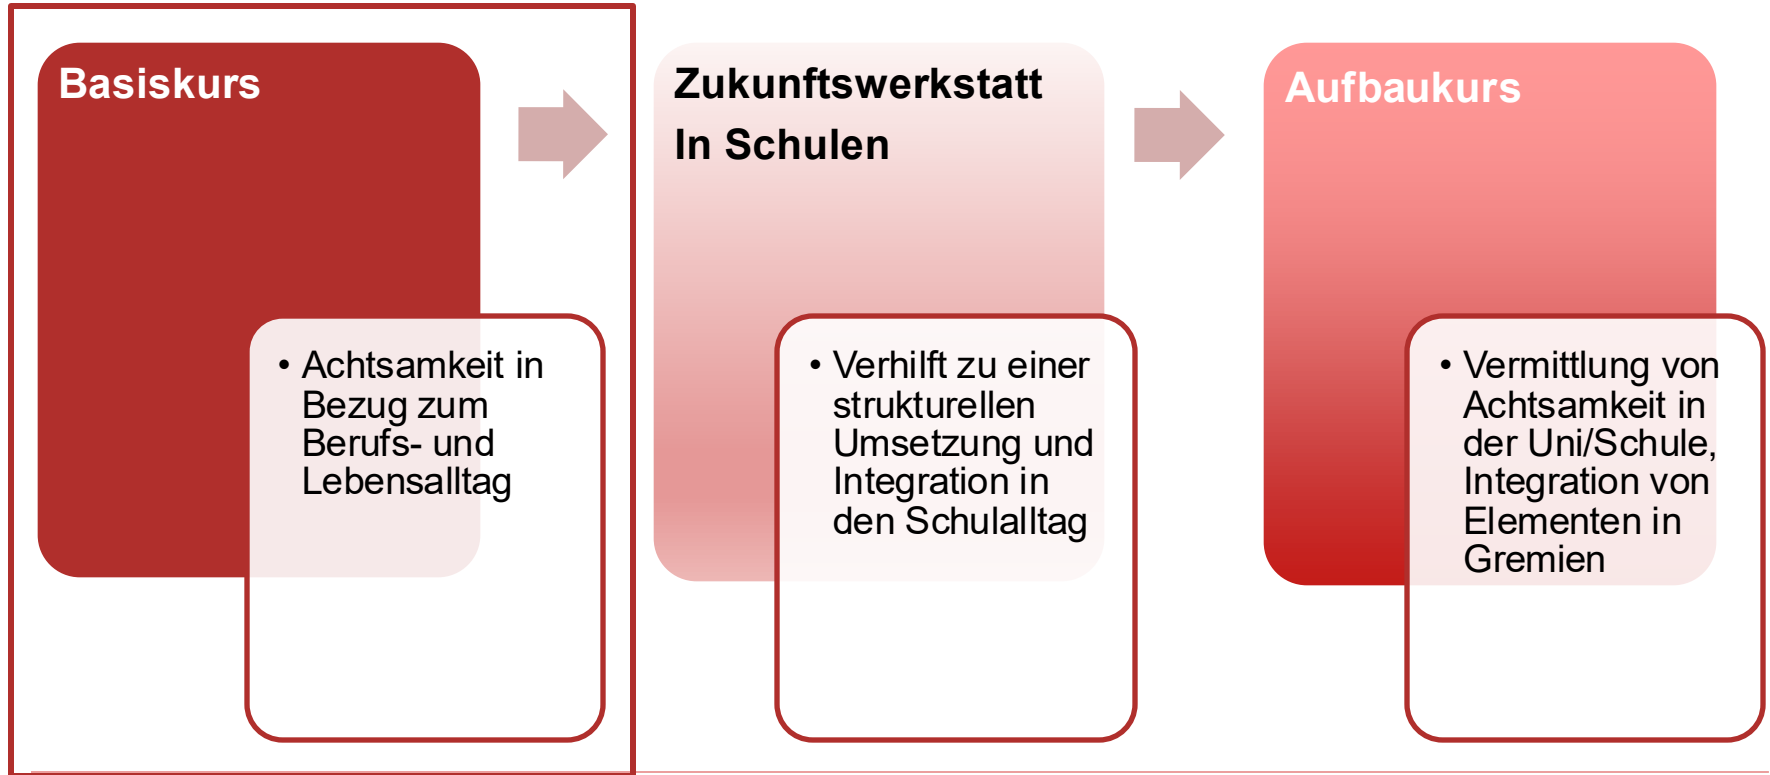 Basiskurs
• Achtsamkeit in
Bezug zum
Berufs- und
Lebensalltag
Zukunftswerkstatt
In Schulen
• Verhilft zu einer
strukturellen
Umsetzung und
Integration in
den Schulalltag
Aufbaukurs
• Vermittlung von
Achtsamkeit in
der Uni/Schule,
Integration von
Elementen in
Gremien